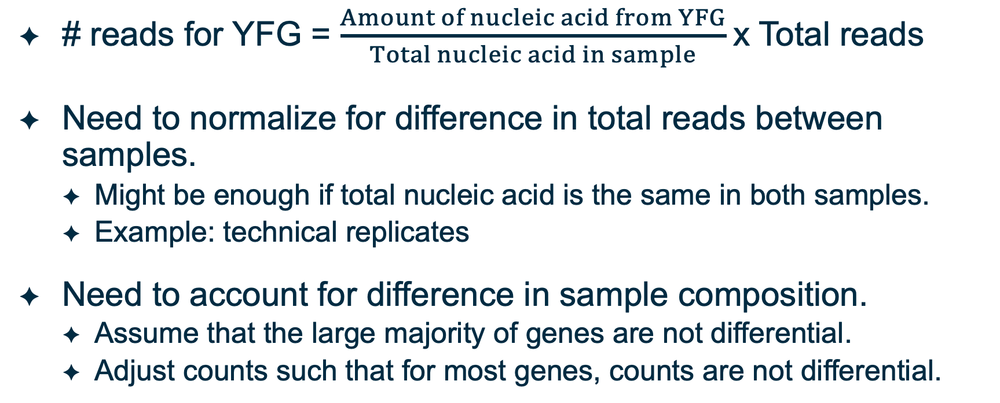 ✦ # reads for YFG = Amount of nucleic acid from YFG / Total nucleic acid in sample x Total reads
✦ Need to normalize for difference in total reads between
samples.
✦ Might be enough if total nucleic acid is the same in both samples.
✦ Example: technical replicates
✦ Need to account for difference in sample composition.
✦ Assume that the large majority of genes are not differential.
✦ Adjust counts such that for most genes, counts are not differential.